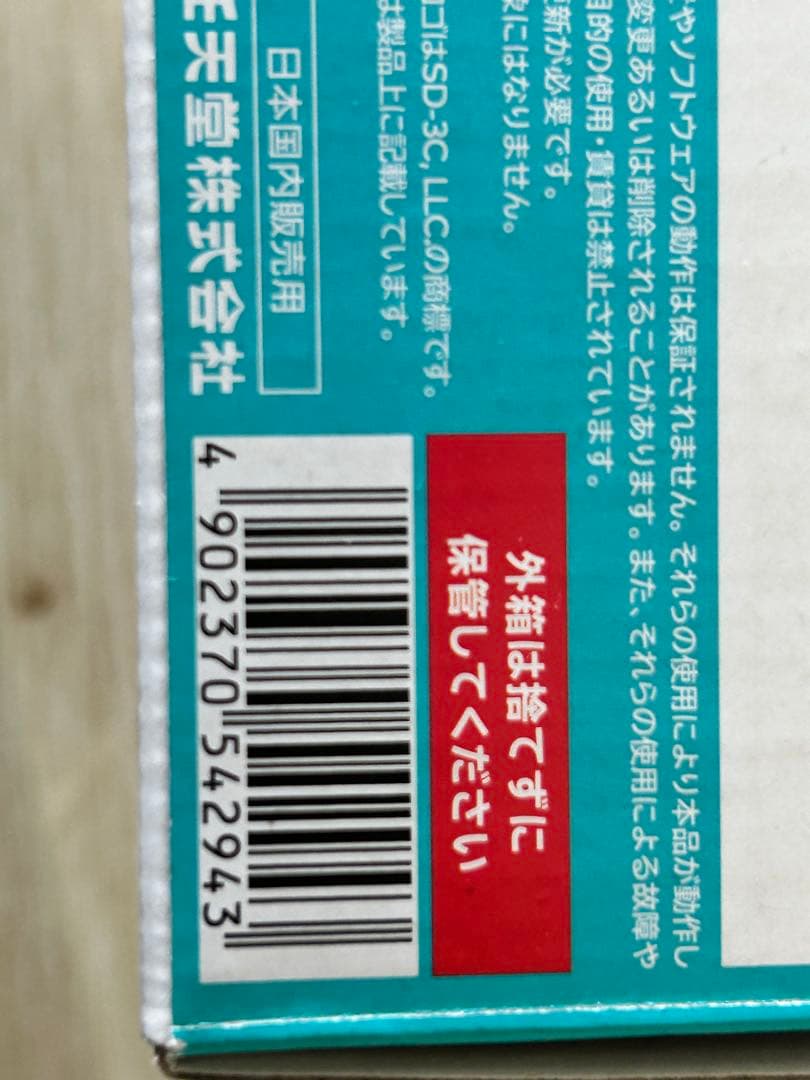 やソフトウェアの動作は保証されません。それらの使用により本品が動作し
変更あるいは削除されることがあります。また、それらの使用による故障や
目的の使用・賃貸は禁止されています。
更新が必要です。
象にはなりません。
ゴはSD-3C, LLC.の商標です。
は製品上に記載しています。
日本国内販売用
任天堂株式会社
外箱は捨てずに
保管してください
4 902370 542943